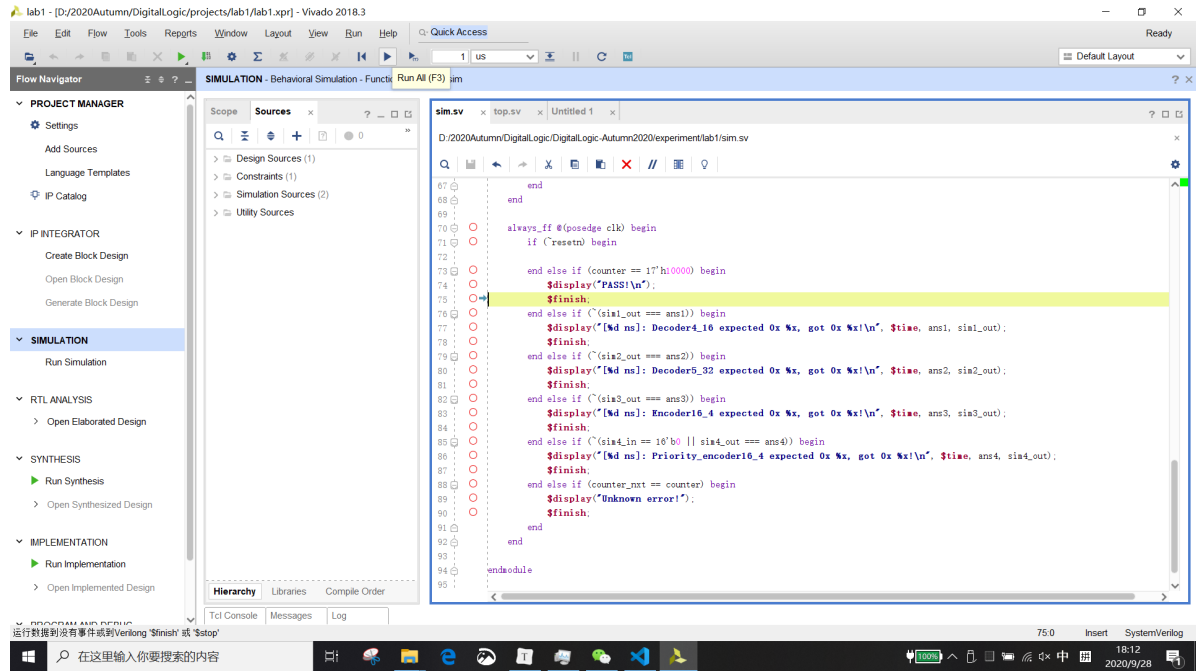 lab1 - [D:/2020Autumn/DigitalLogic/projects/lab1/lab1.xpr] - Vivado 2018.3
File Edit Flow Tools Reports Window Layout View Run Help Quick Access Ready
1 us Default Layout
Flow Navigator
SIMULATION - Behavioral Simulation - Functi sim
Run All (F3)
PROJECT MANAGER
Settings
Add Sources
Language Templates
IP Catalog
IP INTEGRATOR
Create Block Design
Open Block Design
Generate Block Design
SIMULATION
Run Simulation
RTL ANALYSIS
Open Elaborated Design
SYNTHESIS
Run Synthesis
Open Synthesized Design
IMPLEMENTATION
Run Implementation
Open Implemented Design
PROGRAM AND DEBUG
Scope Sources
0
Design Sources (1)
Constraints (1)
Simulation Sources (2)
Utility Sources
Hierarchy Libraries Compile Order
Tcl Console Messages Log
sim.sv top.sv Untitled 1
D:/2020Autumn/DigitalLogic/DigitalLogic-Autumn2020/experiment/lab1/sim.sv
67 end
68 end
69
70 always_ff @(posedge clk) begin
71 if (~resetn) begin
72
73 end else if (counter == 17'h10000) begin
74 $display("PASS!\n");
75 $finish;
76 end else if (~(sim1_out === ans1)) begin
77 $display("[%d ns]: Decoder4_16 expected 0x %x, got 0x %x!\n", $time, ans1, sim1_out);
78 $finish;
79 end else if (~(sim2_out === ans2)) begin
80 $display("[%d ns]: Decoder5_32 expected 0x %x, got 0x %x!\n", $time, ans2, sim2_out);
81 $finish;
82 end else if (~(sim3_out === ans3)) begin
83 $display("[%d ns]: Encoder16_4 expected 0x %x, got 0x %x!\n", $time, ans3, sim3_out);
84 $finish;
85 end else if (~(sim4_in == 16'b0 || sim4_out === ans4)) begin
86 $display("[%d ns]: Priority_encoder16_4 expected 0x %x, got 0x %x!\n", $time, ans4, sim4_out);
87 $finish;
88 end else if (counter_nxt == counter) begin
89 $display("Unknown error!");
90 $finish;
91 end
92 end
93
94 endmodule
95
运行数据到没有事件或到Verilong '$finish' 或 '$stop' 75:0 Insert SystemVerilog
在这里输入你要搜索的内容
100% 中 拼 18:12
2020/9/28
1